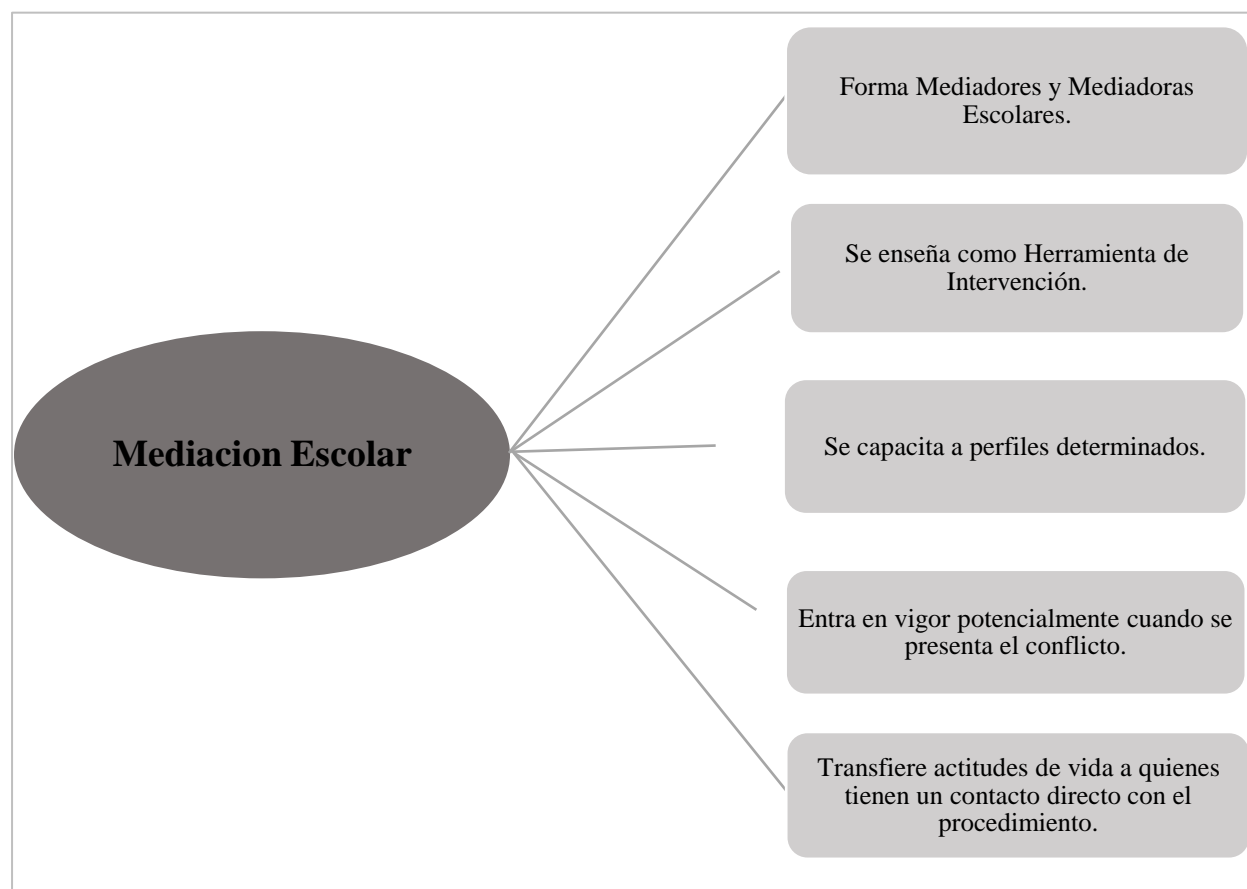 Forma Mediadores y Mediadoras
Escolares.
Se enseña como Herramienta de
Intervención.
Mediacion Escolar
Se capacita a perfiles determinados.
Entra en vigor potencialmente cuando se
presenta el conflicto.
Transfiere actitudes de vida a quienes
tienen un contacto directo con el
procedimiento.